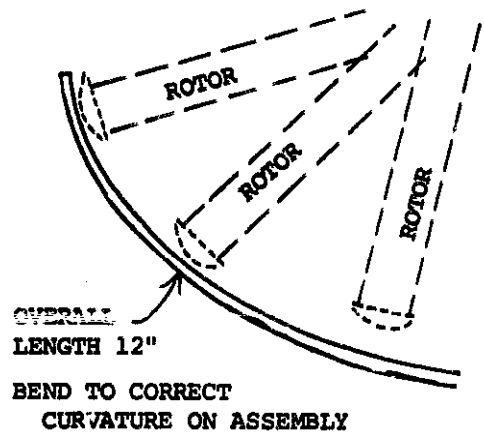 ROTOR
ROTOR
ROTOR
OVERALL
LENGTH 12"
BEND TO CORRECT
CURVATURE ON ASSEMBLY